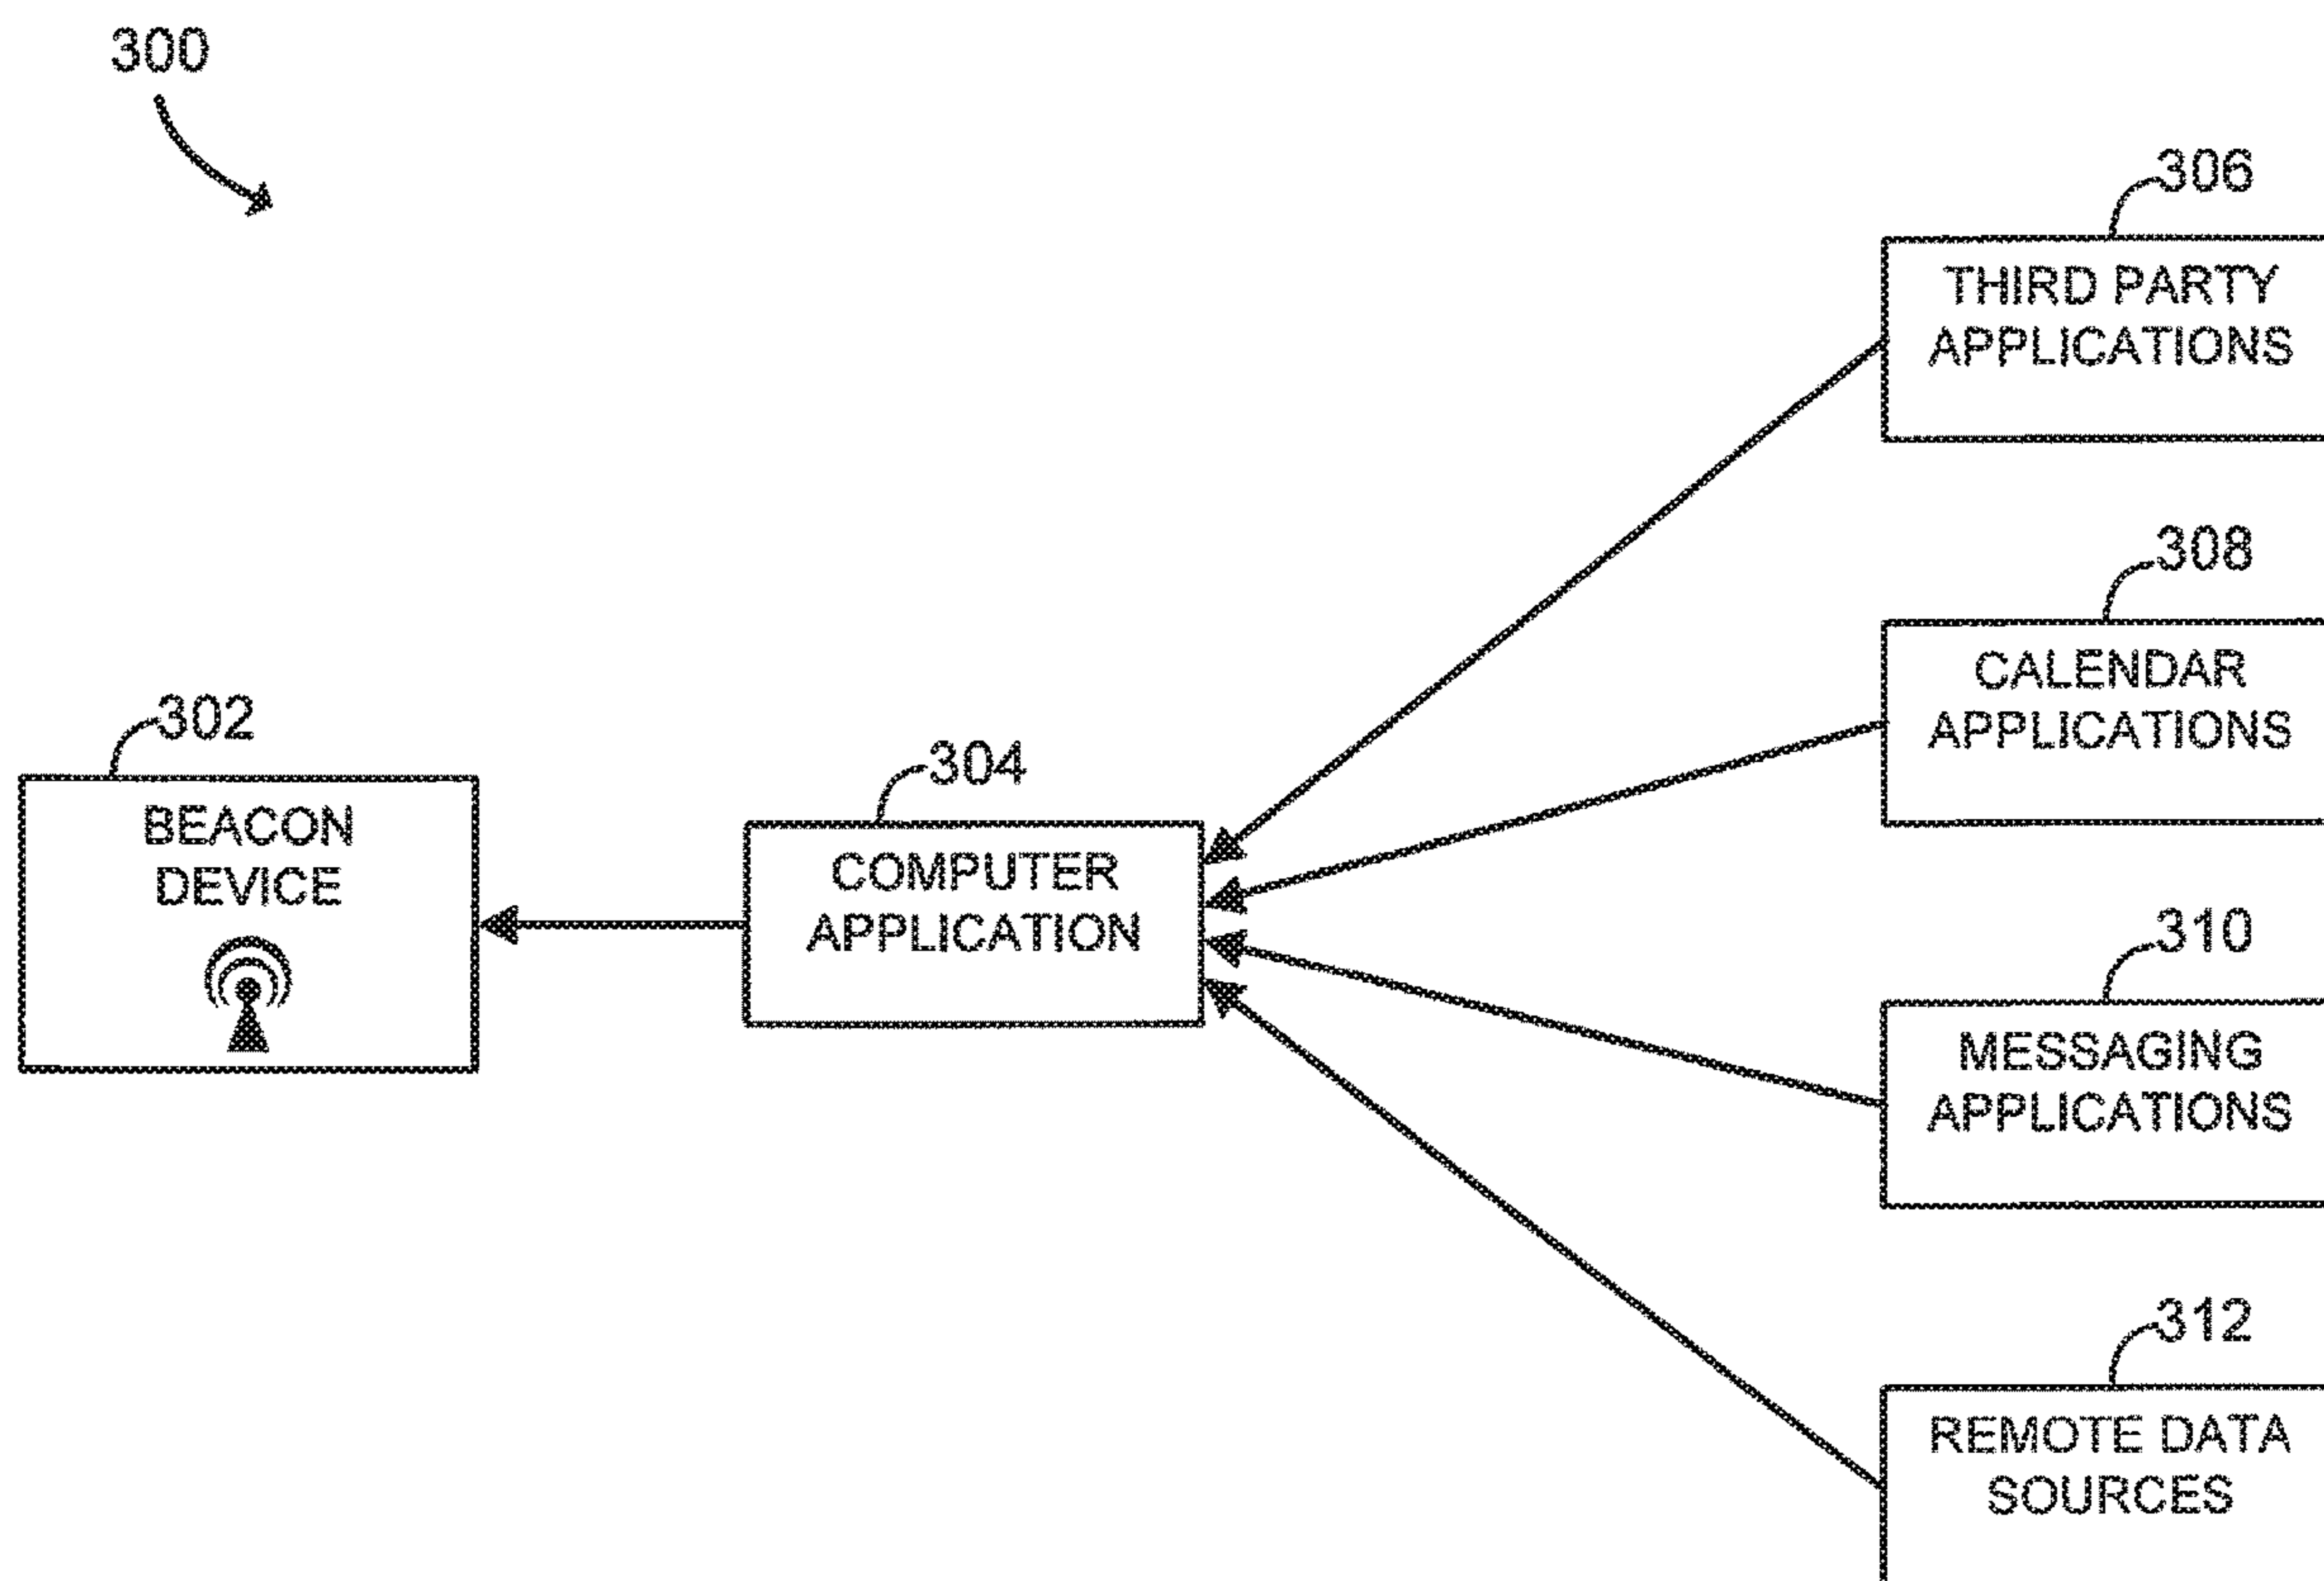 300
306
THIRD PARTY
APPLICATIONS
308
CALENDAR
APPLICATIONS
302
BEACON
DEVICE
304
COMPUTER
APPLICATION
310
MESSAGING
APPLICATIONS
312
REMOTE DATA
SOURCES